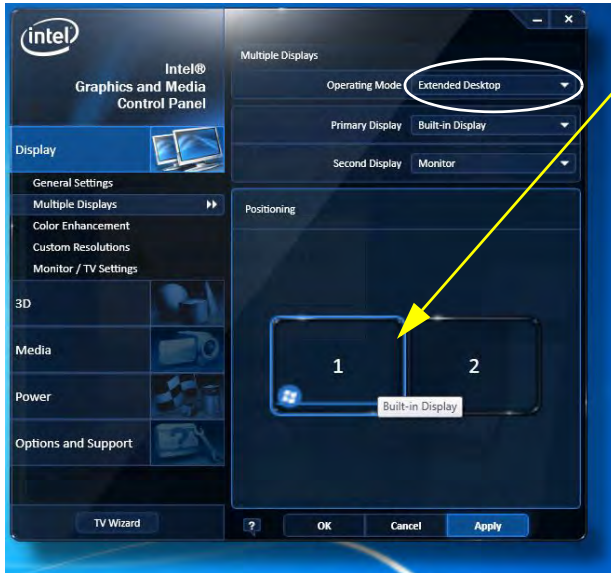 intel
Intel®
Graphics and Media
Control Panel
Display
General Settings
Multiple Displays
Color Enhancement
Custom Resolutions
Monitor / TV Settings
3D
Media
Power
Options and Support
TV Wizard
Multiple Displays
Operating Mode Extended Desktop
Primary Display Built-in Display
Second Display Monitor
Positioning
1 2
Built-in Display
? OK Cancel Apply